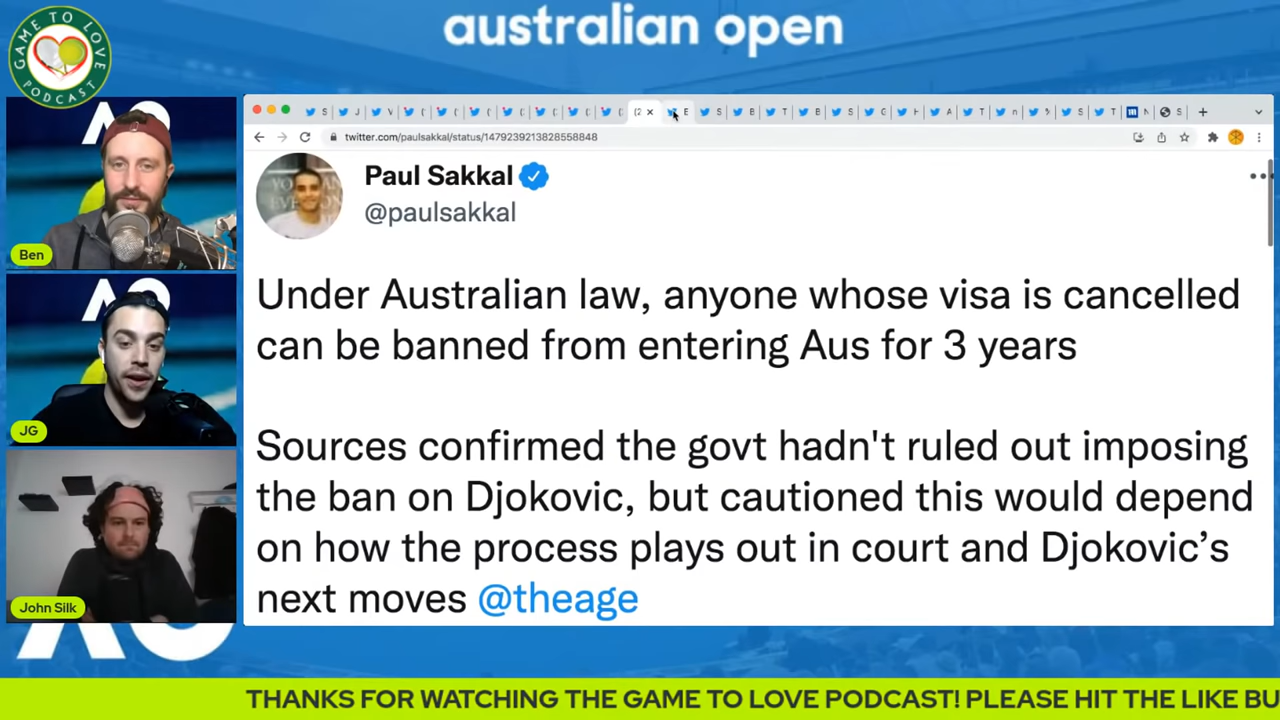 australian open
GAME TO LOVE
PODCAST
twitter.com/paulsakkal/status/1479239213828558848
Paul Sakkal
@paulsakkal
Under Australian law, anyone whose visa is cancelled
can be banned from entering Aus for 3 years
Sources confirmed the govt hadn't ruled out imposing
the ban on Djokovic, but cautioned this would depend
on how the process plays out in court and Djokovic’s
next moves @theage
Ben
JG
John Silk
THANKS FOR WATCHING THE GAME TO LOVE PODCAST! PLEASE HIT THE LIKE BU